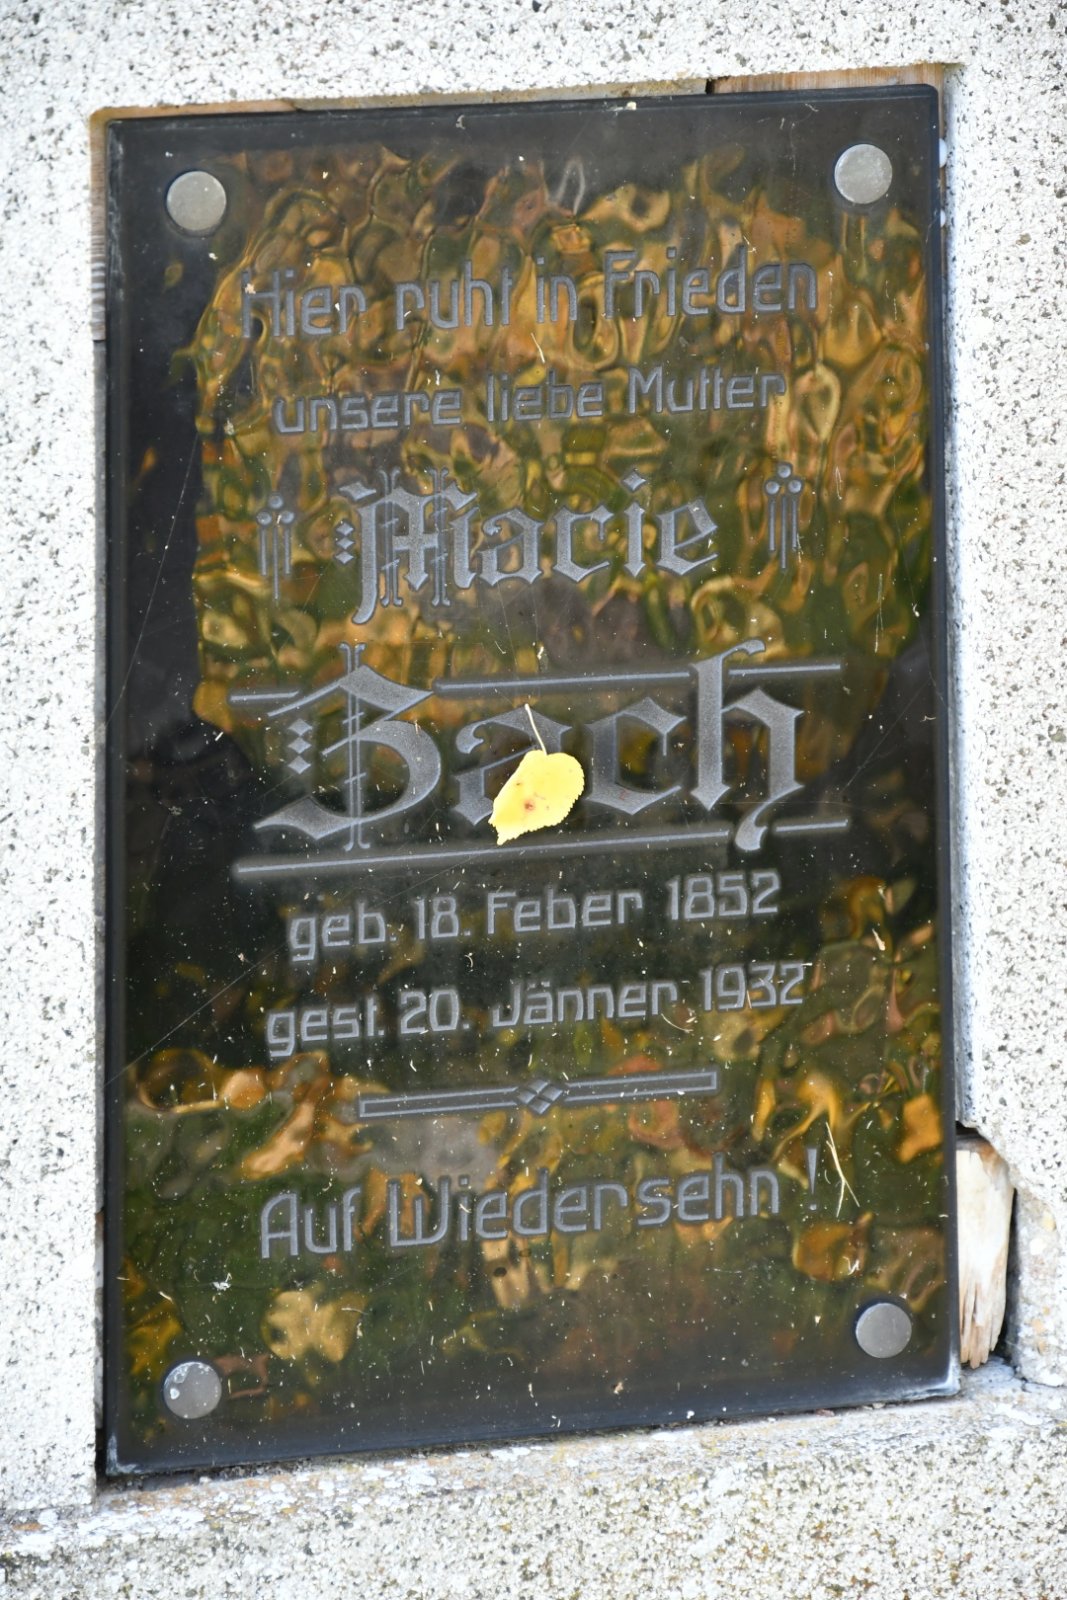 Hier ruht in Frieden
unsere liebe Mutter
Marie
Bach
geb. 18. Feber 1852
gest. 20. Jänner 1932
Auf Wiedersehn!